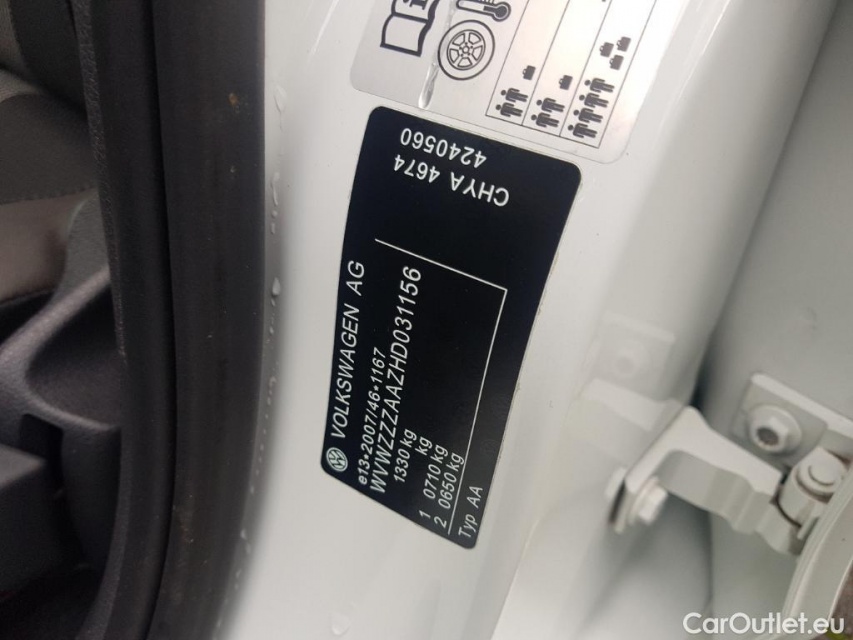 CHYA 4674
4240560
VOLKSWAGEN AG
e13*2007/46*1167
WVWZZZAAZHD031156
1330 kg
kg
1 0710 kg
2 0650 kg
Typ AA
CarOutlet.eu